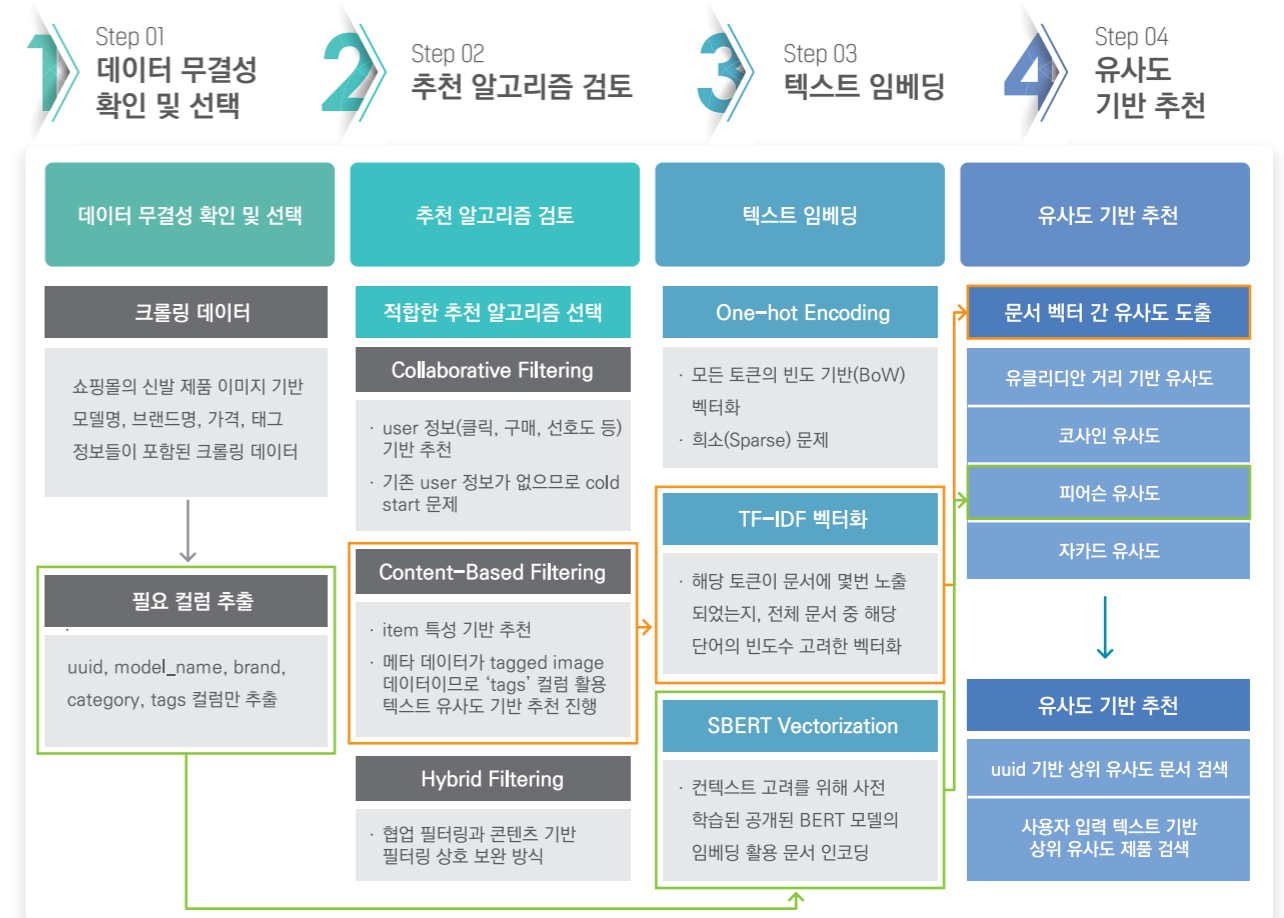 1
Step 01
데이터 무결성
확인 및 선택
2
Step 02
추천 알고리즘 검토
3
Step 03
텍스트 임베딩
4
Step 04
유사도
기반 추천
데이터 무결성 확인 및 선택
크롤링 데이터
쇼핑몰의 신발 제품 이미지 기반
모델명, 브랜드명, 가격, 태그
정보들이 포함된 크롤링 데이터
필요 컬럼 추출
uuid, model_name, brand,
category, tags 컬럼만 추출
추천 알고리즘 검토
적합한 추천 알고리즘 선택
Collaborative Filtering
· user 정보(클릭, 구매, 선호도 등)
기반 추천
· 기존 user 정보가 없으므로 cold
start 문제
Content-Based Filtering
· item 특성 기반 추천
· 메타 데이터가 tagged image
데이터이므로 ‘tags’ 컬럼 활용
텍스트 유사도 기반 추천 진행
Hybrid Filtering
· 협업 필터링과 콘텐츠 기반
필터링 상호 보완 방식
텍스트 임베딩
One-hot Encoding
· 모든 토큰의 빈도 기반(BoW)
벡터화
· 희소(Sparse) 문제
TF-IDF 벡터화
· 해당 토큰이 문서에 몇번 노출
되었는지, 전체 문서 중 해당
단어의 빈도수 고려한 벡터화
SBERT Vectorization
· 컨텍스트 고려를 위해 사전
학습된 공개된 BERT 모델의
임베딩 활용 문서 인코딩
유사도 기반 추천
문서 벡터 간 유사도 도출
유클리디안 거리 기반 유사도
코사인 유사도
피어슨 유사도
자카드 유사도
유사도 기반 추천
uuid 기반 상위 유사도 문서 검색
사용자 입력 텍스트 기반
상위 유사도 제품 검색